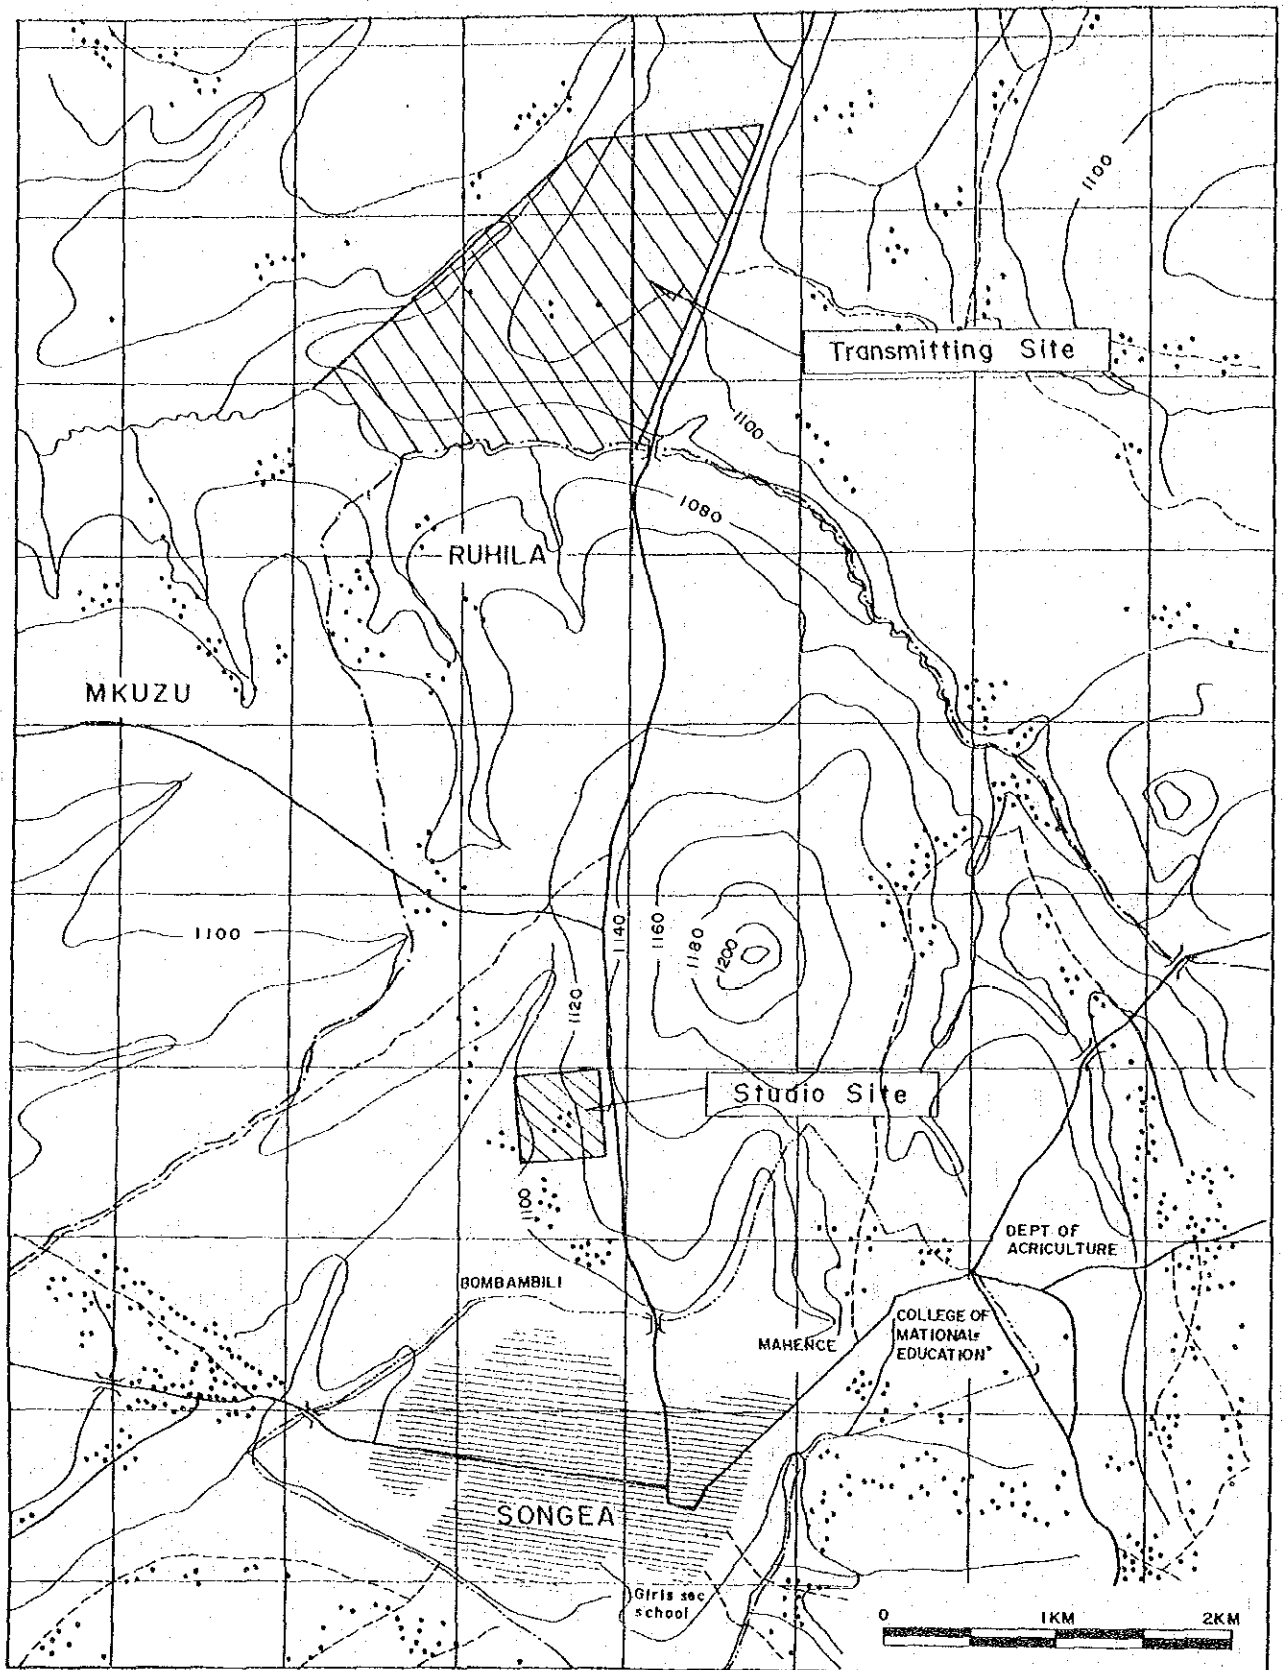 1100
Transmitting Site
1100
1080
RUHILA
MKUZU
1100
1140
1160
1180
1200
1120
Studio Site
1180
DEPT OF
ACRICULTURE
BOMBAMBILI
COLLEGE OF
MATIONAL
EDUCATION
MAHENCE
SONGEA
Girls sec
school
0 1KM 2KM